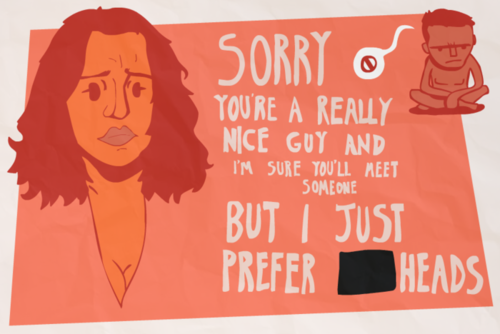 SORRY
YOU'RE A REALLY
NICE GUY AND
I'M SURE YOU'LL MEET
SOMEONE
BUT I JUST
PREFER HEADS